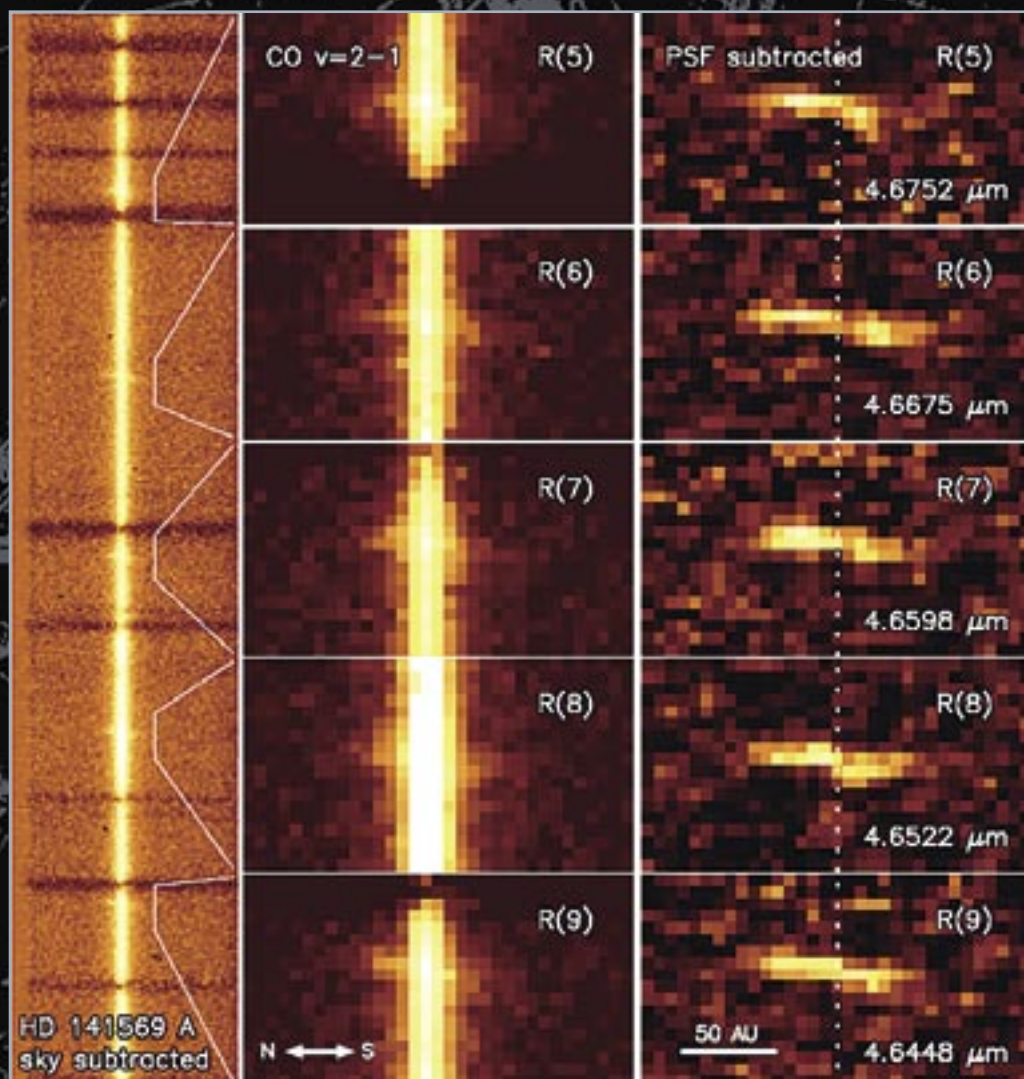 CO v=2-1
R(5)
PSF subtracted
R(5)
4.6752 μm
R(6)
R(6)
4.6675 μm
R(7)
R(7)
4.6598 μm
R(8)
R(8)
4.6522 μm
R(9)
R(9)
HD 141569 A
sky subtracted
N S
50 AU
4.6448 μm